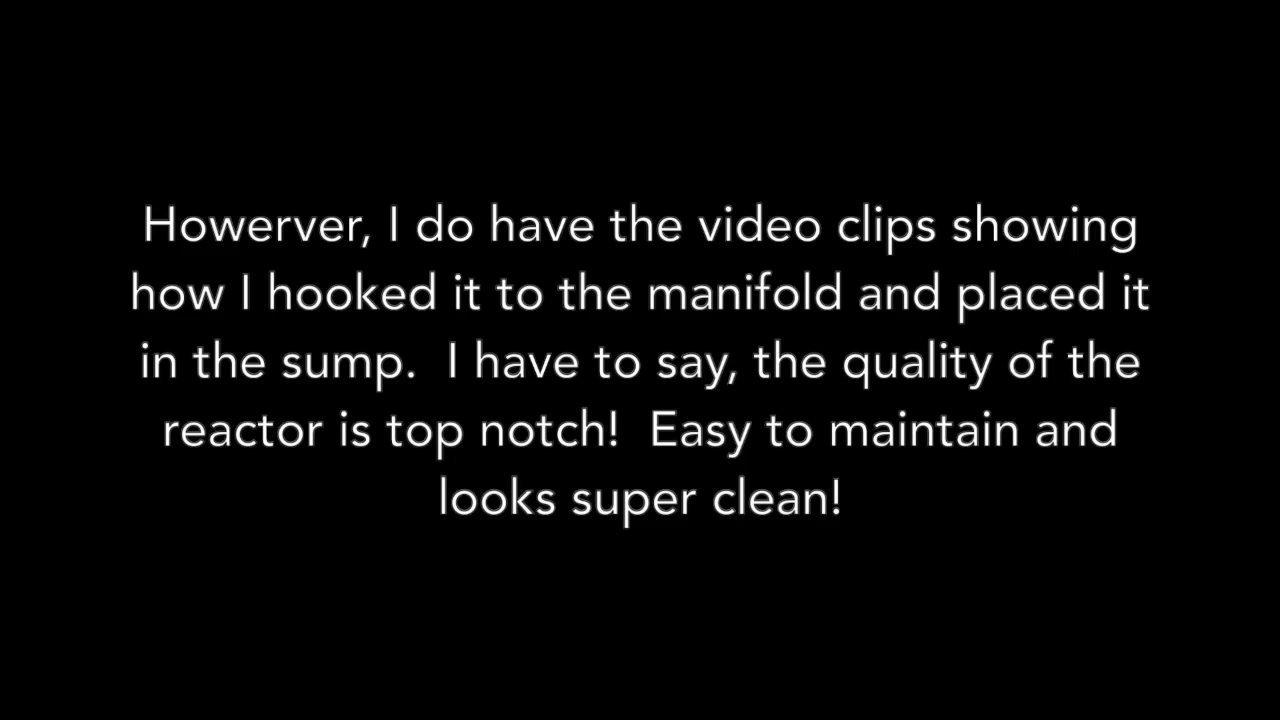 Howerver, I do have the video clips showing
how I hooked it to the manifold and placed it
in the sump.  I have to say, the quality of the
reactor is top notch!  Easy to maintain and
looks super clean!